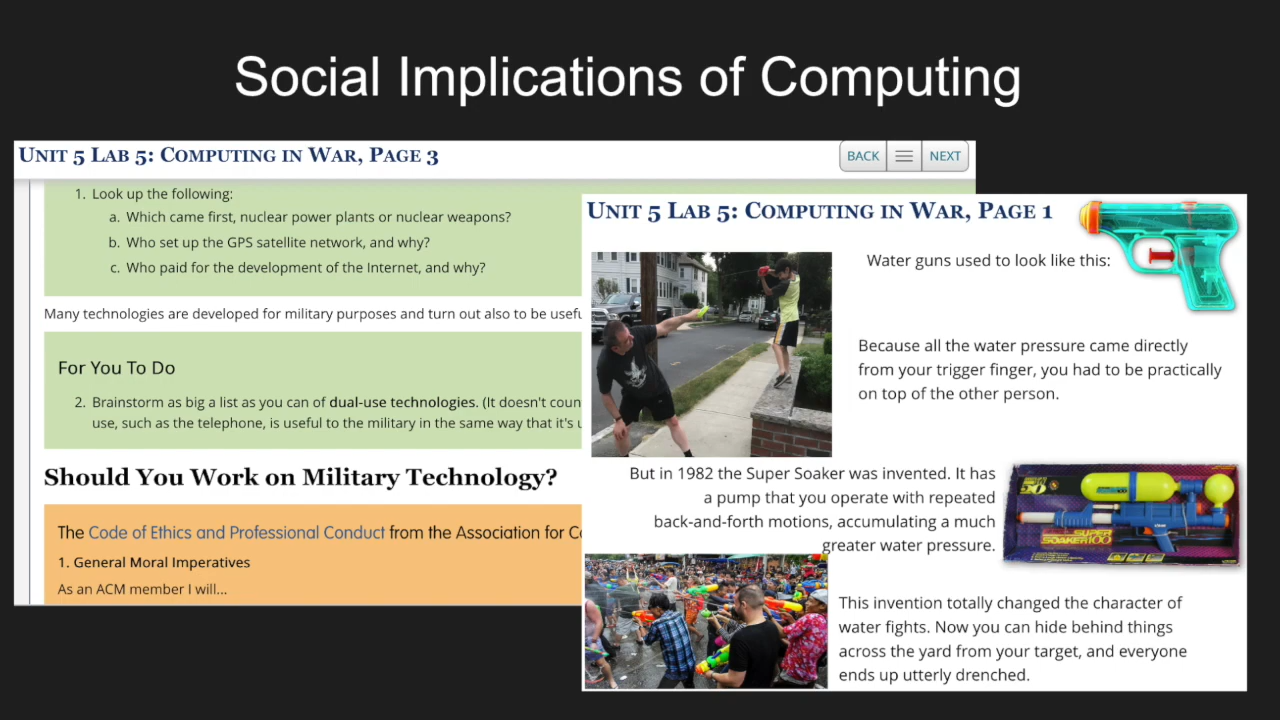 Social Implications of Computing
UNIT 5 LAB 5: COMPUTING IN WAR, PAGE 3
BACK
NEXT
1. Look up the following:
a. Which came first, nuclear power plants or nuclear weapons?
b. Who set up the GPS satellite network, and why?
c. Who paid for the development of the Internet, and why?
Many technologies are developed for military purposes and turn out also to be
For You To Do
2. Brainstorm as big a list as you can of dual-use technologies. (It doesn't
use, such as the telephone, is useful to the military in the same way that
Should You Work on Military Technology?
The Code of Ethics and Professional Conduct from the Association for
1. General Moral Imperatives
As an ACM member I will...
UNIT 5 LAB 5: COMPUTING IN WAR, PAGE 1
Water guns used to look like this:
Because all the water pressure came directly
from your trigger finger, you had to be practically
on top of the other person.
But in 1982 the Super Soaker was invented. It has
a pump that you operate with repeated
back-and-forth motions, accumulating a much
greater water pressure.
SUPER
SOAKER 100
This invention totally changed the character of
water fights. Now you can hide behind things
across the yard from your target, and everyone
ends up utterly drenched.